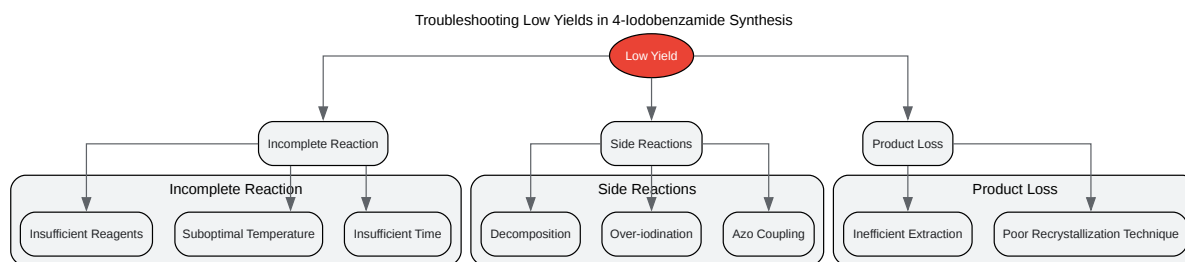 Troubleshooting Low Yields in 4-Iodobenzamide Synthesis
Low Yield
Incomplete Reaction
Side Reactions
Product Loss
Incomplete Reaction
Side Reactions
Product Loss
Insufficient Reagents
Suboptimal Temperature
Insufficient Time
Decomposition
Over-iodination
Azo Coupling
Inefficient Extraction
Poor Recrystallization Technique